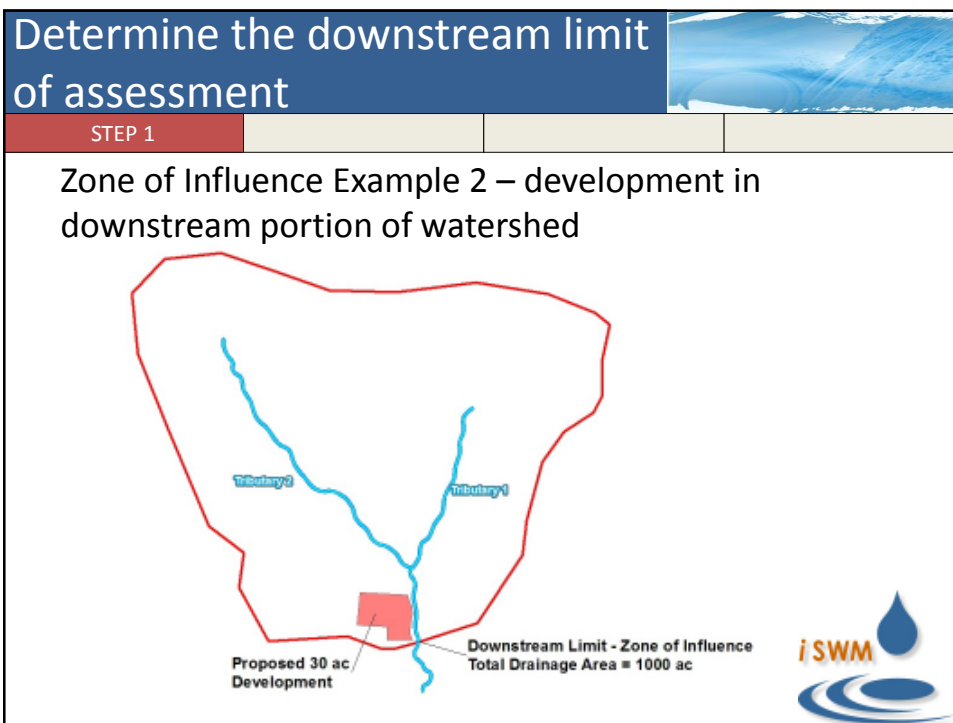 Determine the downstream limit
of assessment
STEP 1
Zone of Influence Example 2 – development in
downstream portion of watershed
Tributary 2
Tributary 1
Downstream Limit - Zone of Influence
Total Drainage Area = 1000 ac
Proposed 30 ac
Development
i SWM